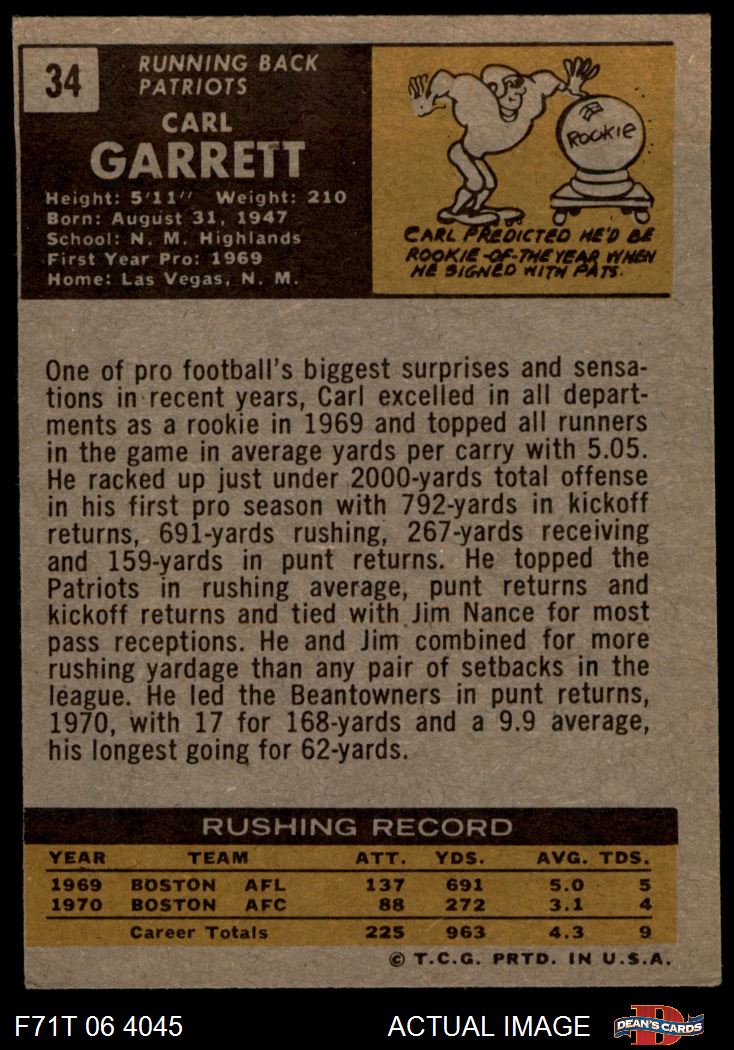 34
RUNNING BACK
PATRIOTS
CARL
GARRETT
Height: 5'11" Weight: 210
Born: August 31, 1947
School: N. M. Highlands
First Year Pro: 1969
Home: Las Vegas, N. M.
ROOKIE
CARL PREDICTED HE'D BE
ROOKIE-OF-THE YEAR WHEN
HE SIGNED WITH PATS.
One of pro football's biggest surprises and sensa-
tions in recent years, Carl excelled in all depart-
ments as a rookie in 1969 and topped all runners
in the game in average yards per carry with 5.05.
He racked up just under 2000-yards total offense
in his first pro season with 792-yards in kickoff
returns, 691-yards rushing, 267-yards receiving
and 159-yards in punt returns. He topped the
Patriots in rushing average, punt returns and
kickoff returns and tied with Jim Nance for most
pass receptions. He and Jim combined for more
rushing yardage than any pair of setbacks in the
league. He led the Beantowners in punt returns,
1970, with 17 for 168-yards and a 9.9 average,
his longest going for 62-yards.
RUSHING RECORD
YEAR TEAM ATT. YDS. AVG. TDS.
1969 BOSTON AFL 137 691 5.0 5
1970 BOSTON AFC 88 272 3.1 4
Career Totals 225 963 4.3 9
© T.C.G. PRTD. IN U.S.A.
F71T 06 4045 ACTUAL IMAGE D DEAN'S CARDS